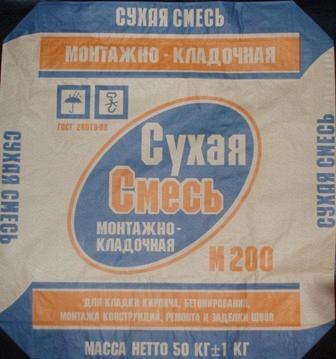 СУХАЯ СМЕСЬ
МОНТАЖНО - КЛАДОЧНАЯ
ГОСТ 28013-98
СУХАЯ СМЕСЬ
Сухая
Смесь
МОНТАЖНО-
КЛАДОЧНАЯ
М 200
СУХАЯ СМЕСЬ
ДЛЯ КЛАДКИ КИРПИЧА, БЕТОНИРОВАНИЯ,
МОНТАЖА КОНСТРУКЦИЙ, РЕМОНТА И ЗАДЕЛКИ ШВОВ
МАССА НЕТТО 50 КГ±1 КГ